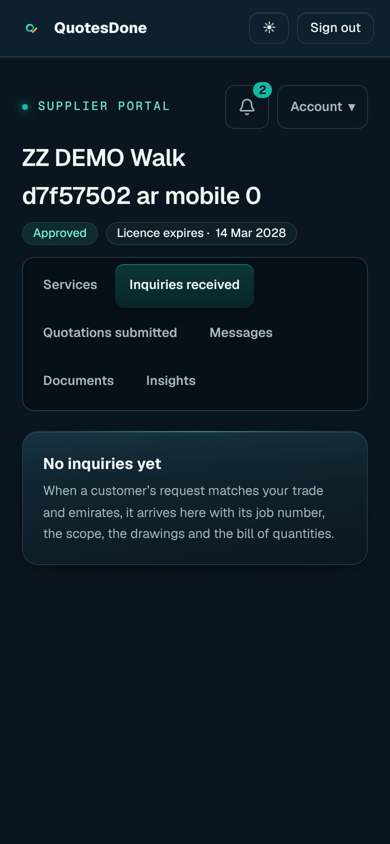 QuotesDone
Sign out
SUPPLIER PORTAL
2
Account ▾
ZZ DEMO Walk
d7f57502 ar mobile 0
Approved
Licence expires · 14 Mar 2028
Services
Inquiries received
Quotations submitted
Messages
Documents
Insights
No inquiries yet
When a customer's request matches your trade
and emirates, it arrives here with its job number,
the scope, the drawings and the bill of quantities.